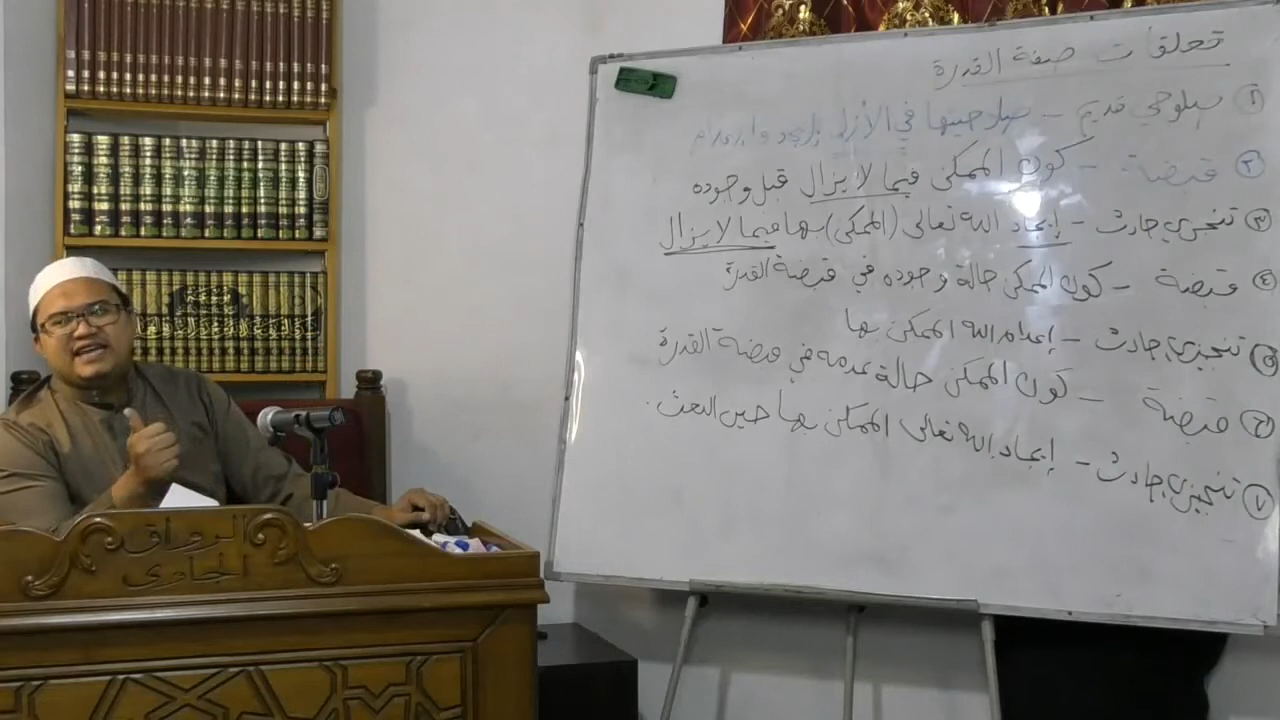 تعلقات صفة القدرة
١ صلوحي قديم - صلاحيتها في الأزل بإيجاد وإعدام
٢ قبضة - كون الممكن فيما لا يزال قبل وجوده
٣ تنجيزي حادث - إيجاد الله تعالى (الممكن) بها فيما لا يزال
٤ قبضة - كون الممكن حالة وجوده في قبضة القدرة
٥ تنجيزي حادث - إعدام الله الممكن بها
٦ قبضة - كون الممكن حالة عدمه في قبضة القدرة
٧ تنجيزي حادث - إيجاد الله تعالى الممكن بها حين البعث.
الرواق
الجاوي